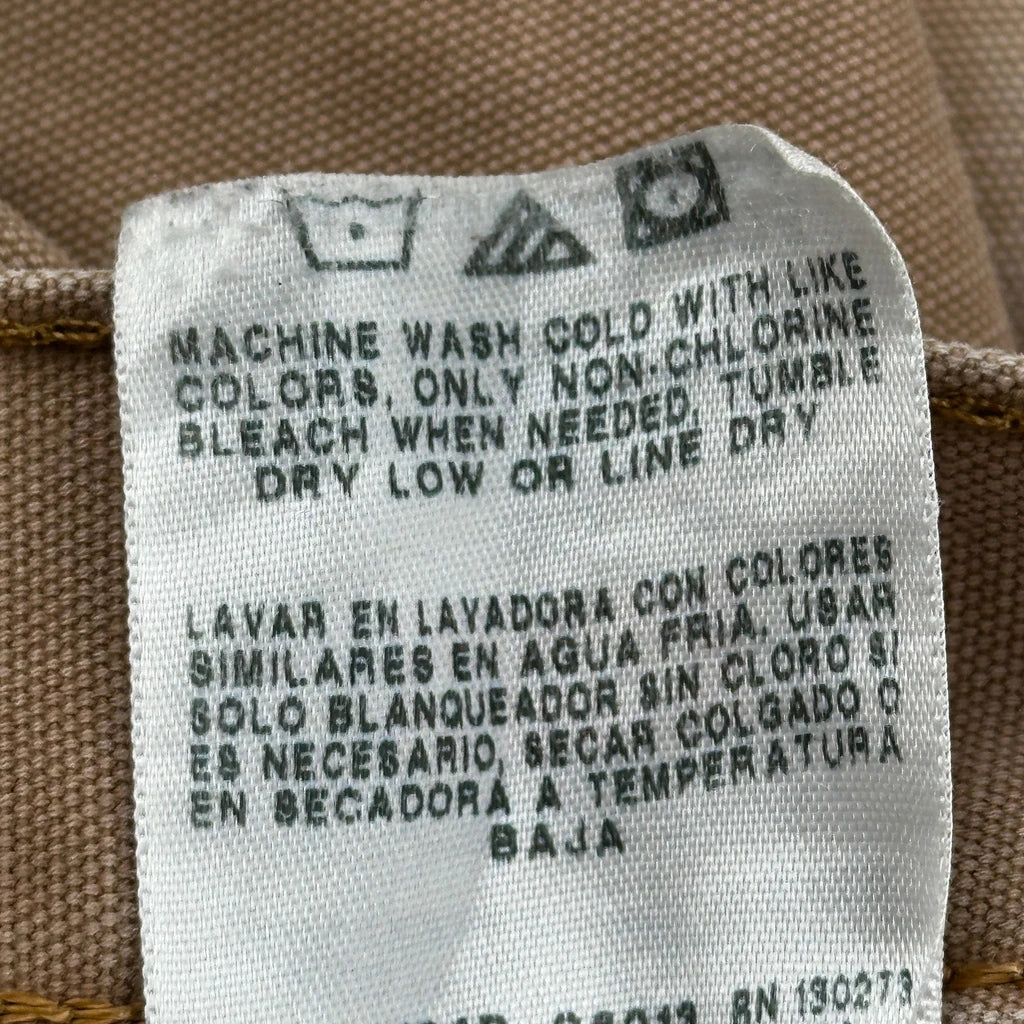 MACHINE WASH COLD WITH LIKE
COLORS, ONLY NON-CHLORINE
BLEACH WHEN NEEDED, TUMBLE
DRY LOW OR LINE DRY
LAVAR EN LAVADORA CON COLORES
SIMILARES EN AGUA FRIA, USAR
SOLO BLANQUEADOR SIN CLORO SI
ES NECESARIO, SECAR COLGADO O
EN SECADORA A TEMPERATURA
BAJA
RN 130273